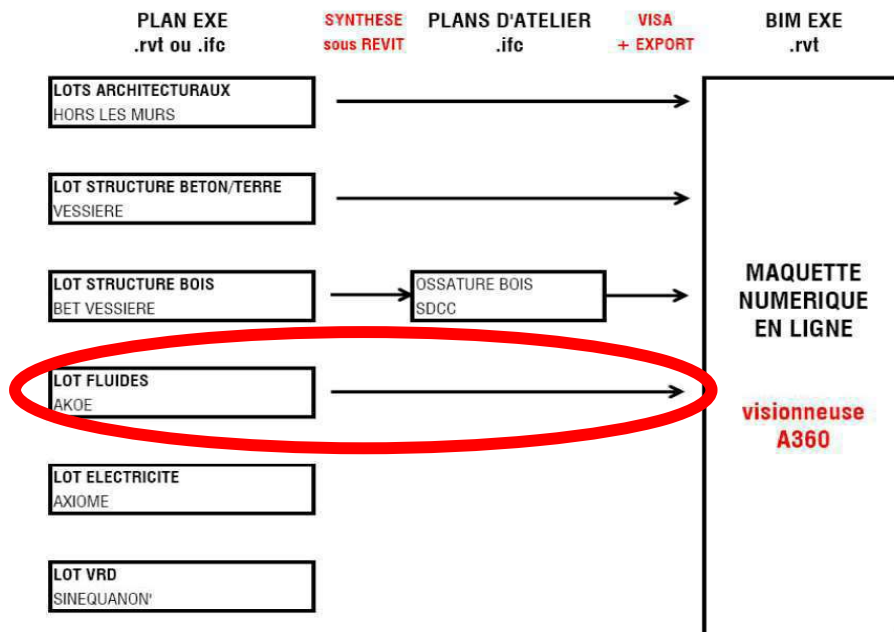 PLAN EXE
.rvt ou .ifc
SYNTHESE
sous REVIT
PLANS D'ATELIER
.ifc
VISA
+ EXPORT
BIM EXE
.rvt
LOTS ARCHITECTURAUX
HORS LES MURS
LOT STRUCTURE BETON/TERRE
VESSIERE
LOT STRUCTURE BOIS
BET VESSIERE
OSSATURE BOIS
SDCC
MAQUETTE
NUMERIQUE
EN LIGNE
LOT FLUIDES
AKOE
visionneuse
A360
LOT ELECTRICITE
AXIOME
LOT VRD
SINEQUANON'